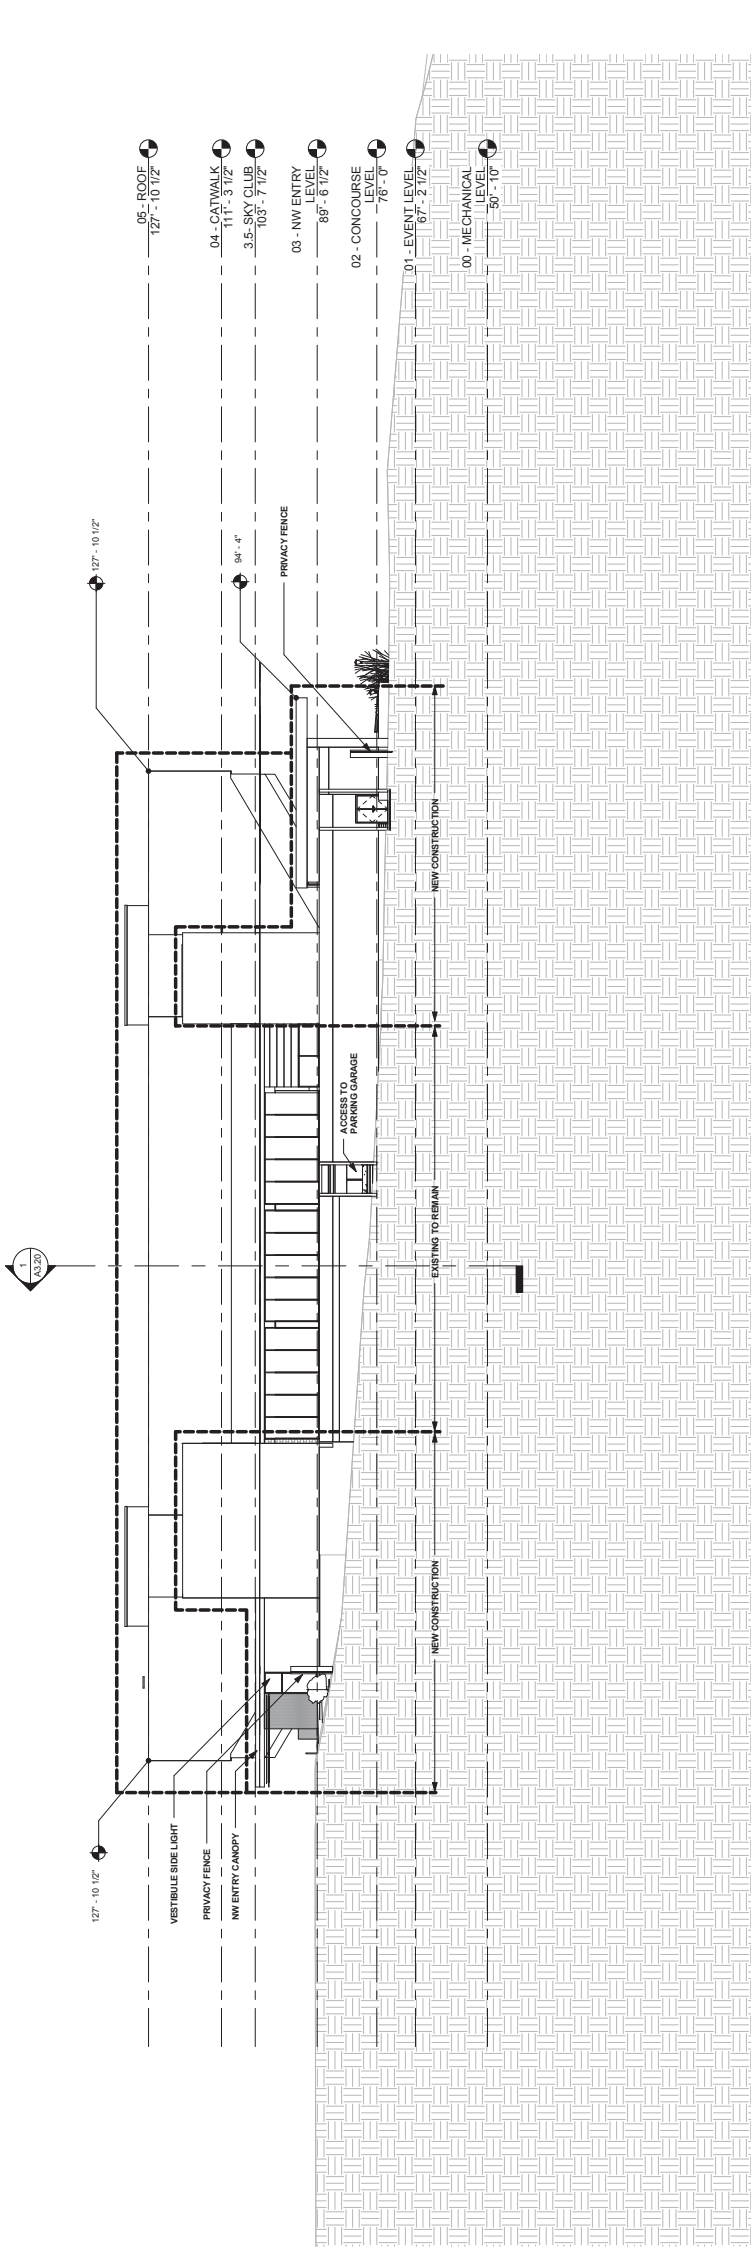 05 - ROOF
127' - 10 1/2"
04 - CATWALK
111' - 3 1/2"
3.5- SKY CLUB
103' - 7 1/2"
03 - NW ENTRY
LEVEL
89' - 6 1/2"
02 - CONCOURSE
LEVEL
76' - 0"
01 - EVENT LEVEL
67' - 2 1/2"
00 - MECHANICAL
LEVEL
50' - 10"
127' - 10 1/2"
94' - 4"
PRIVACY FENCE
NEW CONSTRUCTION
ACCESS TO
PARKING GARAGE
EXISTING TO REMAIN
1
A3.20
NEW CONSTRUCTION
127' - 10 1/2"
VESTIBULE SIDE LIGHT
PRIVACY FENCE
NW ENTRY CANOPY